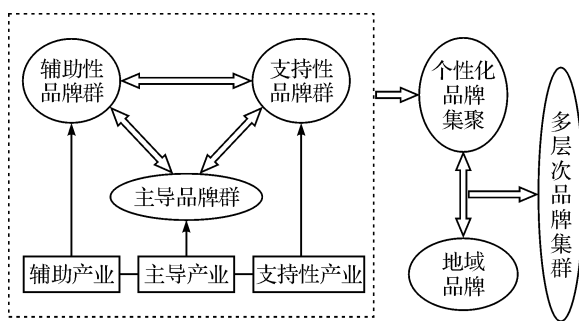 辅助性
品牌群
支持性
品牌群
主导品牌群
辅助产业
主导产业
支持性产业
个性化
品牌
集聚
地域
品牌
多层次品牌集群